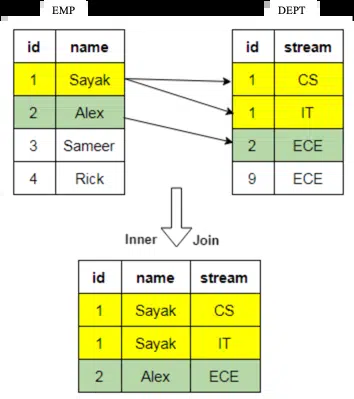 EMP DEPT
id name id stream
1 Sayak 1 CS
2 Alex 1 IT
3 Sameer 2 ECE
4 Rick 9 ECE
Inner Join
id name stream
1 Sayak CS
1 Sayak IT
2 Alex ECE